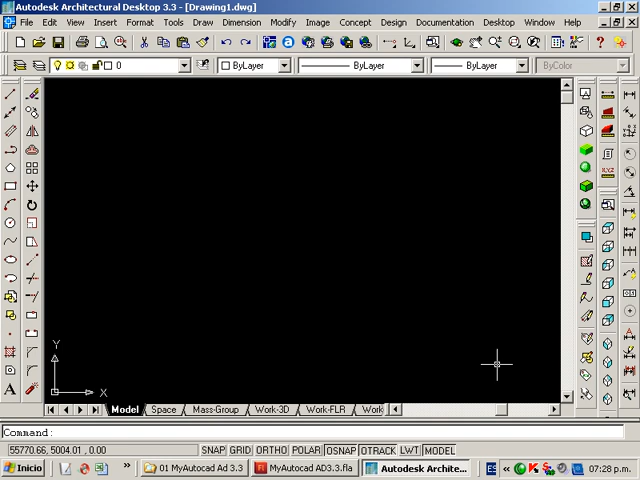 Autodesk Architectural Desktop 3.3 - [Drawing1.dwg]
File Edit View Insert Format Tools Draw Dimension Modify Image Concept Design Documentation Desktop Window Help
0 ByLayer ByLayer ByLayer ByColor
XYZ
A
Y
X
Model Space Mass-Group Work-3D Work-FLR Work
Command:
55770.66, 5004.01 , 0.00 SNAP GRID ORTHO POLAR OSNAP OTRACK LWT MODEL
Inicio » 01 MyAutocad Ad 3.3 MyAutocad AD3.3.fla Autodesk Architecte... ES « 07:28 p.m.